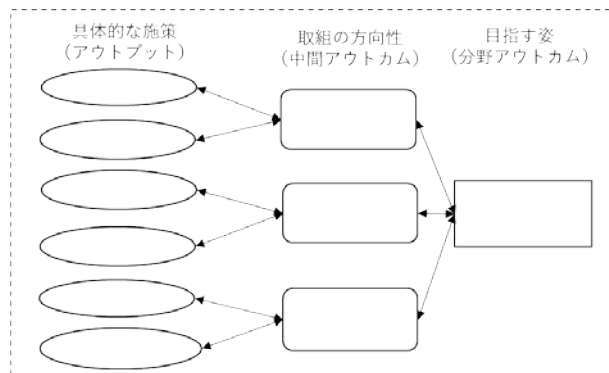 具体的な施策
(アウトプット)
取組の方向性
(中間アウトカム)
目指す姿
(分野アウトカム)